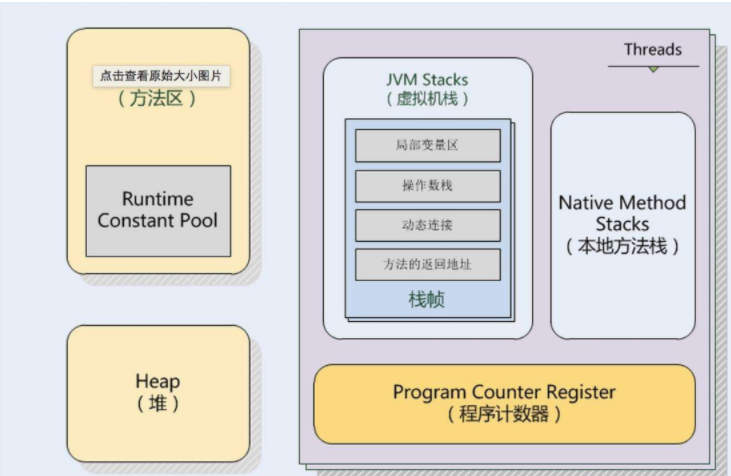 点击查看原始大小图片
（方法区）
Runtime
Constant Pool
Heap
（堆）
Threads
JVM Stacks
（虚拟机栈）
局部变量区
操作数栈
动态连接
方法的返回地址
栈帧
Native Method
Stacks
（本地方法栈）
Program Counter Register
（程序计数器）